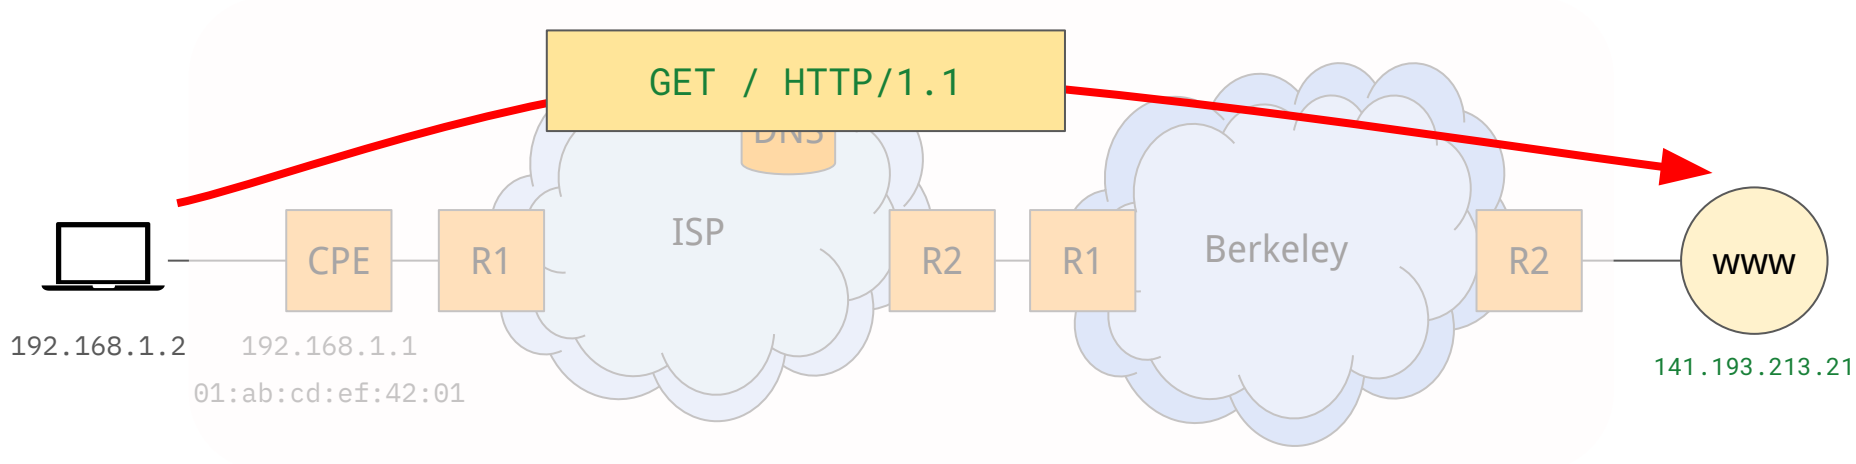 GET / HTTP/1.1
DNS
ISP
Berkeley
CPE
R1
R2
R1
R2
www
192.168.1.2
192.168.1.1
141.193.213.21
01:ab:cd:ef:42:01